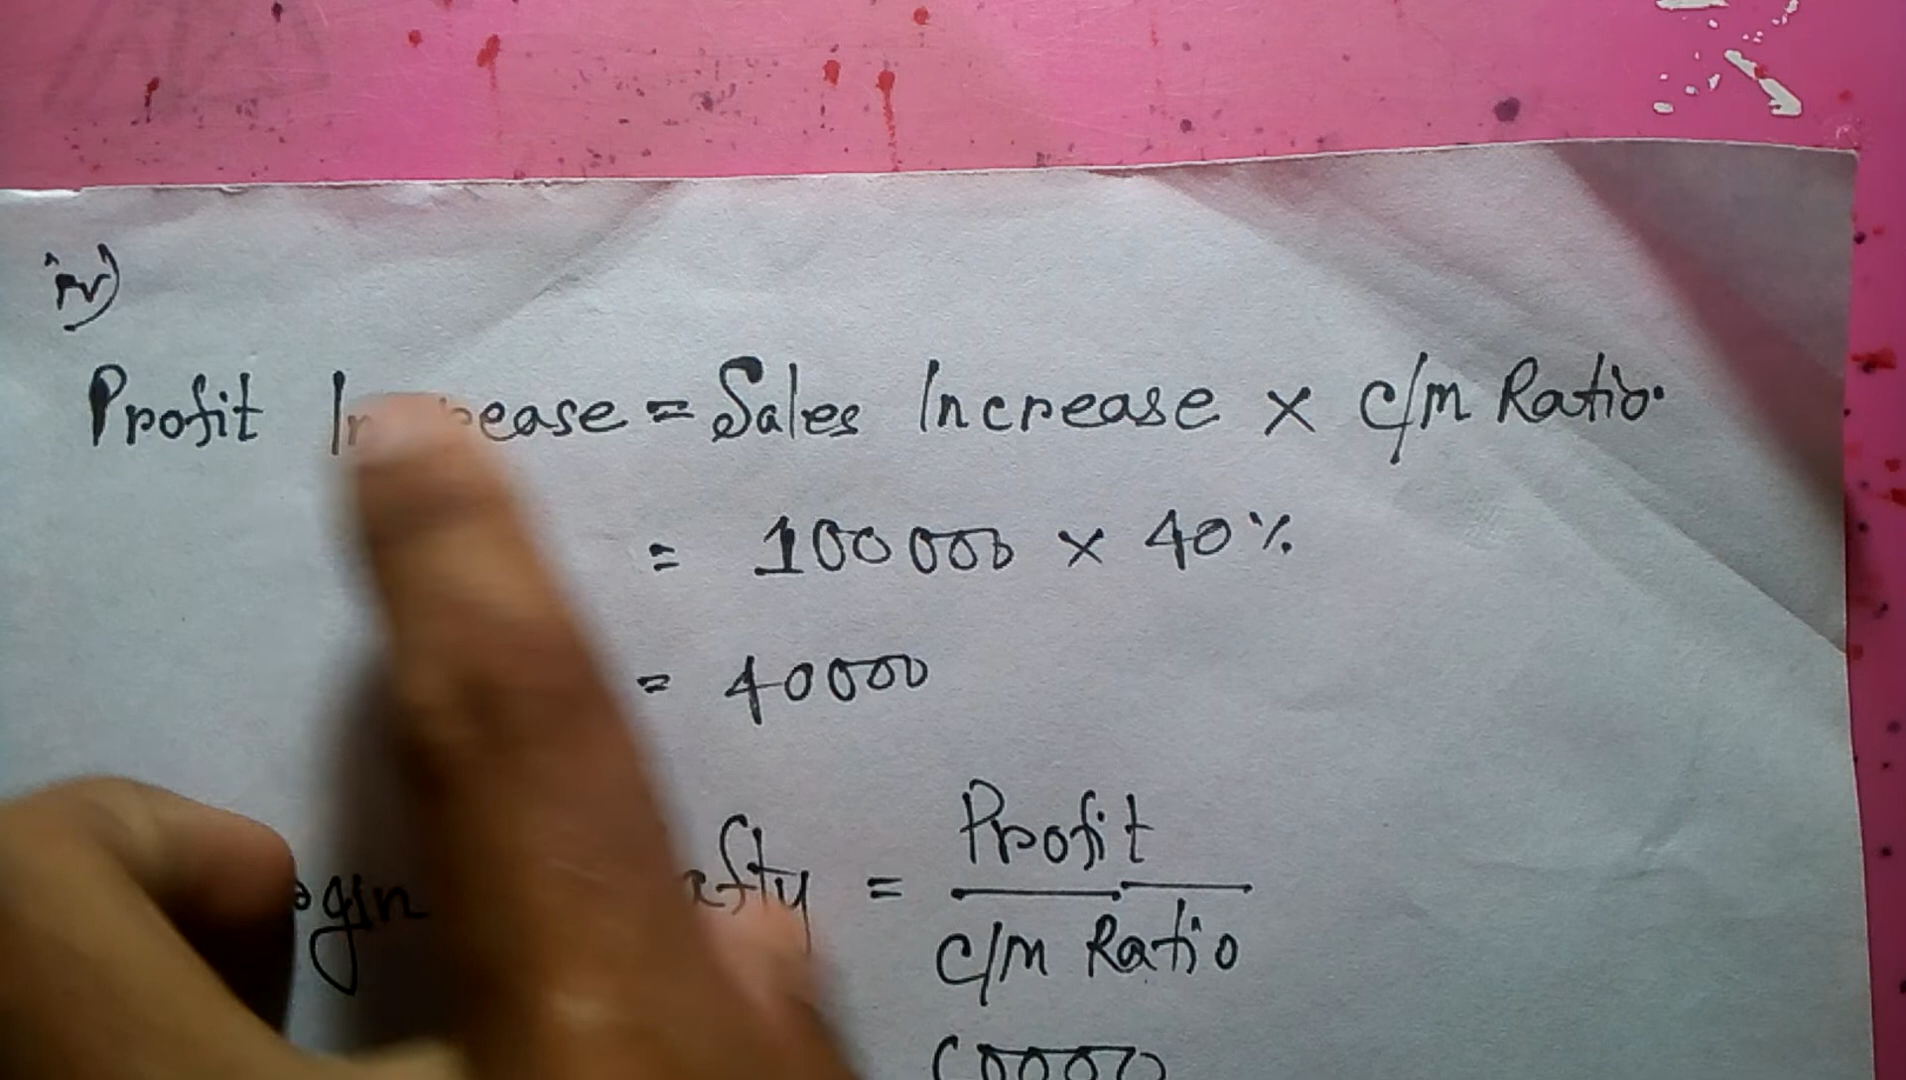 iv)
Profit Increase = Sales Increase × c/m Ratio.
= 100000 × 40%
= 40000
Profit
= 
c/m Ratio